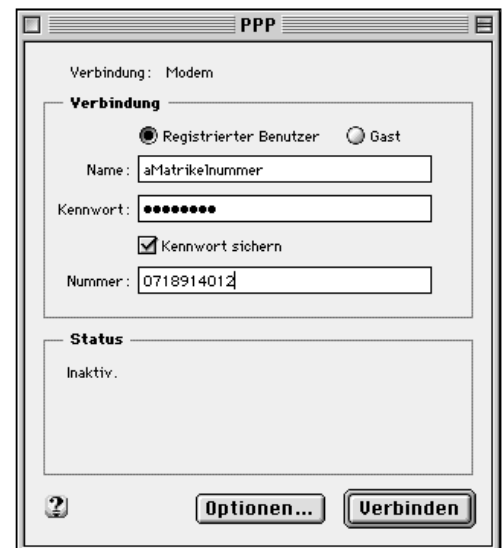 PPP
Verbindung: Modem
Verbindung
Registrierter Benutzer Gast
Name: aMatrikelnummer
Kennwort: ●●●●●●●●
Kennwort sichern
Nummer: 0718914012
Status
Inaktiv.
? Optionen... Verbinden